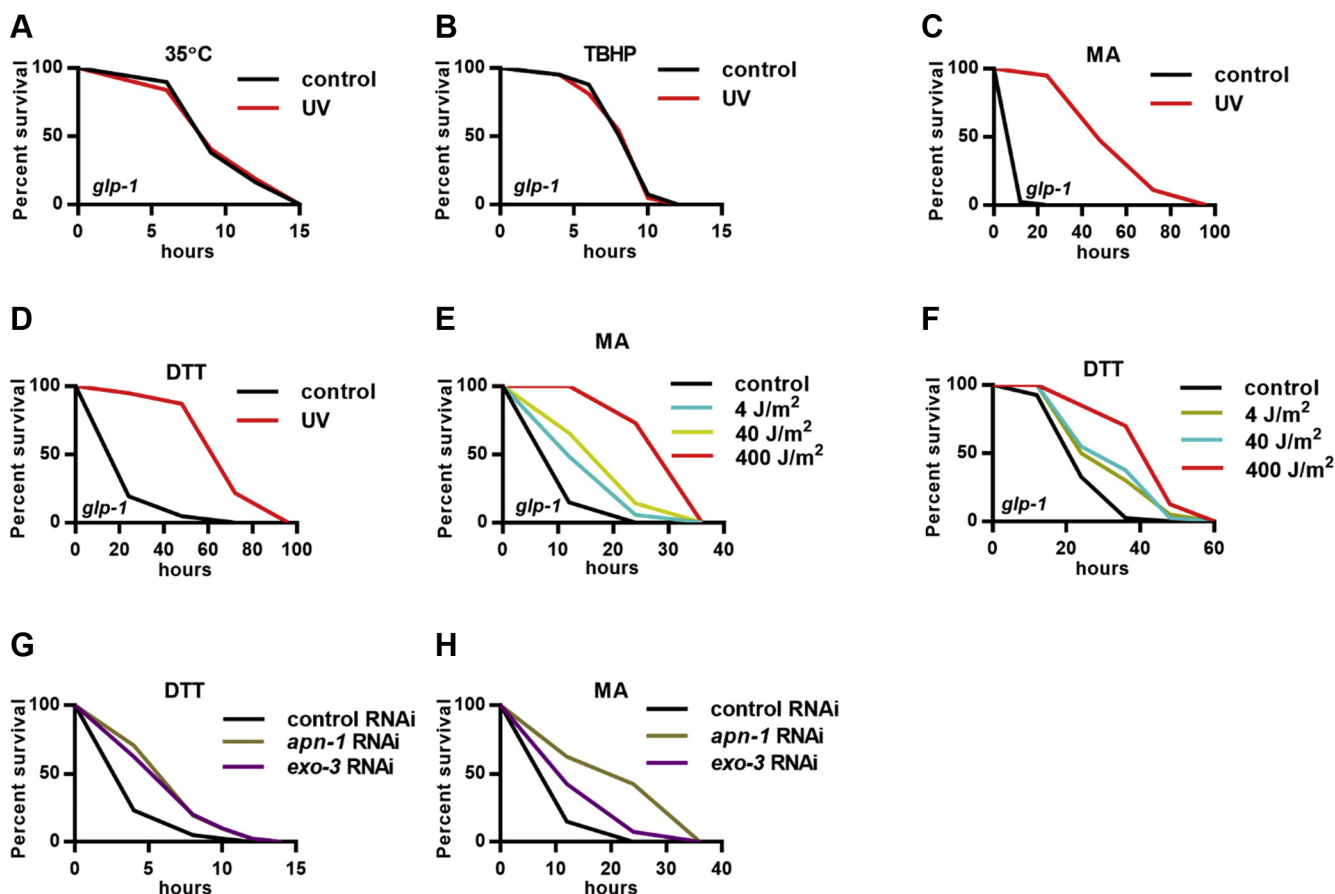 A
35°C
Percent survival
100
50
0
control
UV
glp-1
0 5 10 15
hours
B
TBHP
Percent survival
100
50
0
control
UV
glp-1
0 5 10 15
hours
C
MA
Percent survival
100
50
0
control
UV
glp-1
0 20 40 60 80 100
hours
D
DTT
Percent survival
100
50
0
control
UV
glp-1
0 20 40 60 80 100
hours
E
MA
Percent survival
100
50
0
control
4 J/m²
40 J/m²
400 J/m²
glp-1
0 10 20 30 40
hours
F
DTT
Percent survival
100
50
0
control
4 J/m²
40 J/m²
400 J/m²
glp-1
0 20 40 60
hours
G
DTT
Percent survival
100
50
0
control RNAi
apn-1 RNAi
exo-3 RNAi
0 5 10 15
hours
H
MA
Percent survival
100
50
0
control RNAi
apn-1 RNAi
exo-3 RNAi
0 10 20 30 40
hours